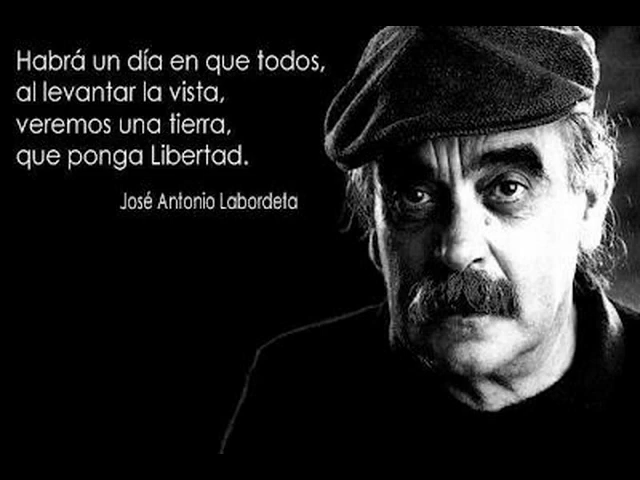 Habrá un día en que todos,
al levantar la vista,
veremos una tierra,
que ponga Libertad.
José Antonio Labordeta